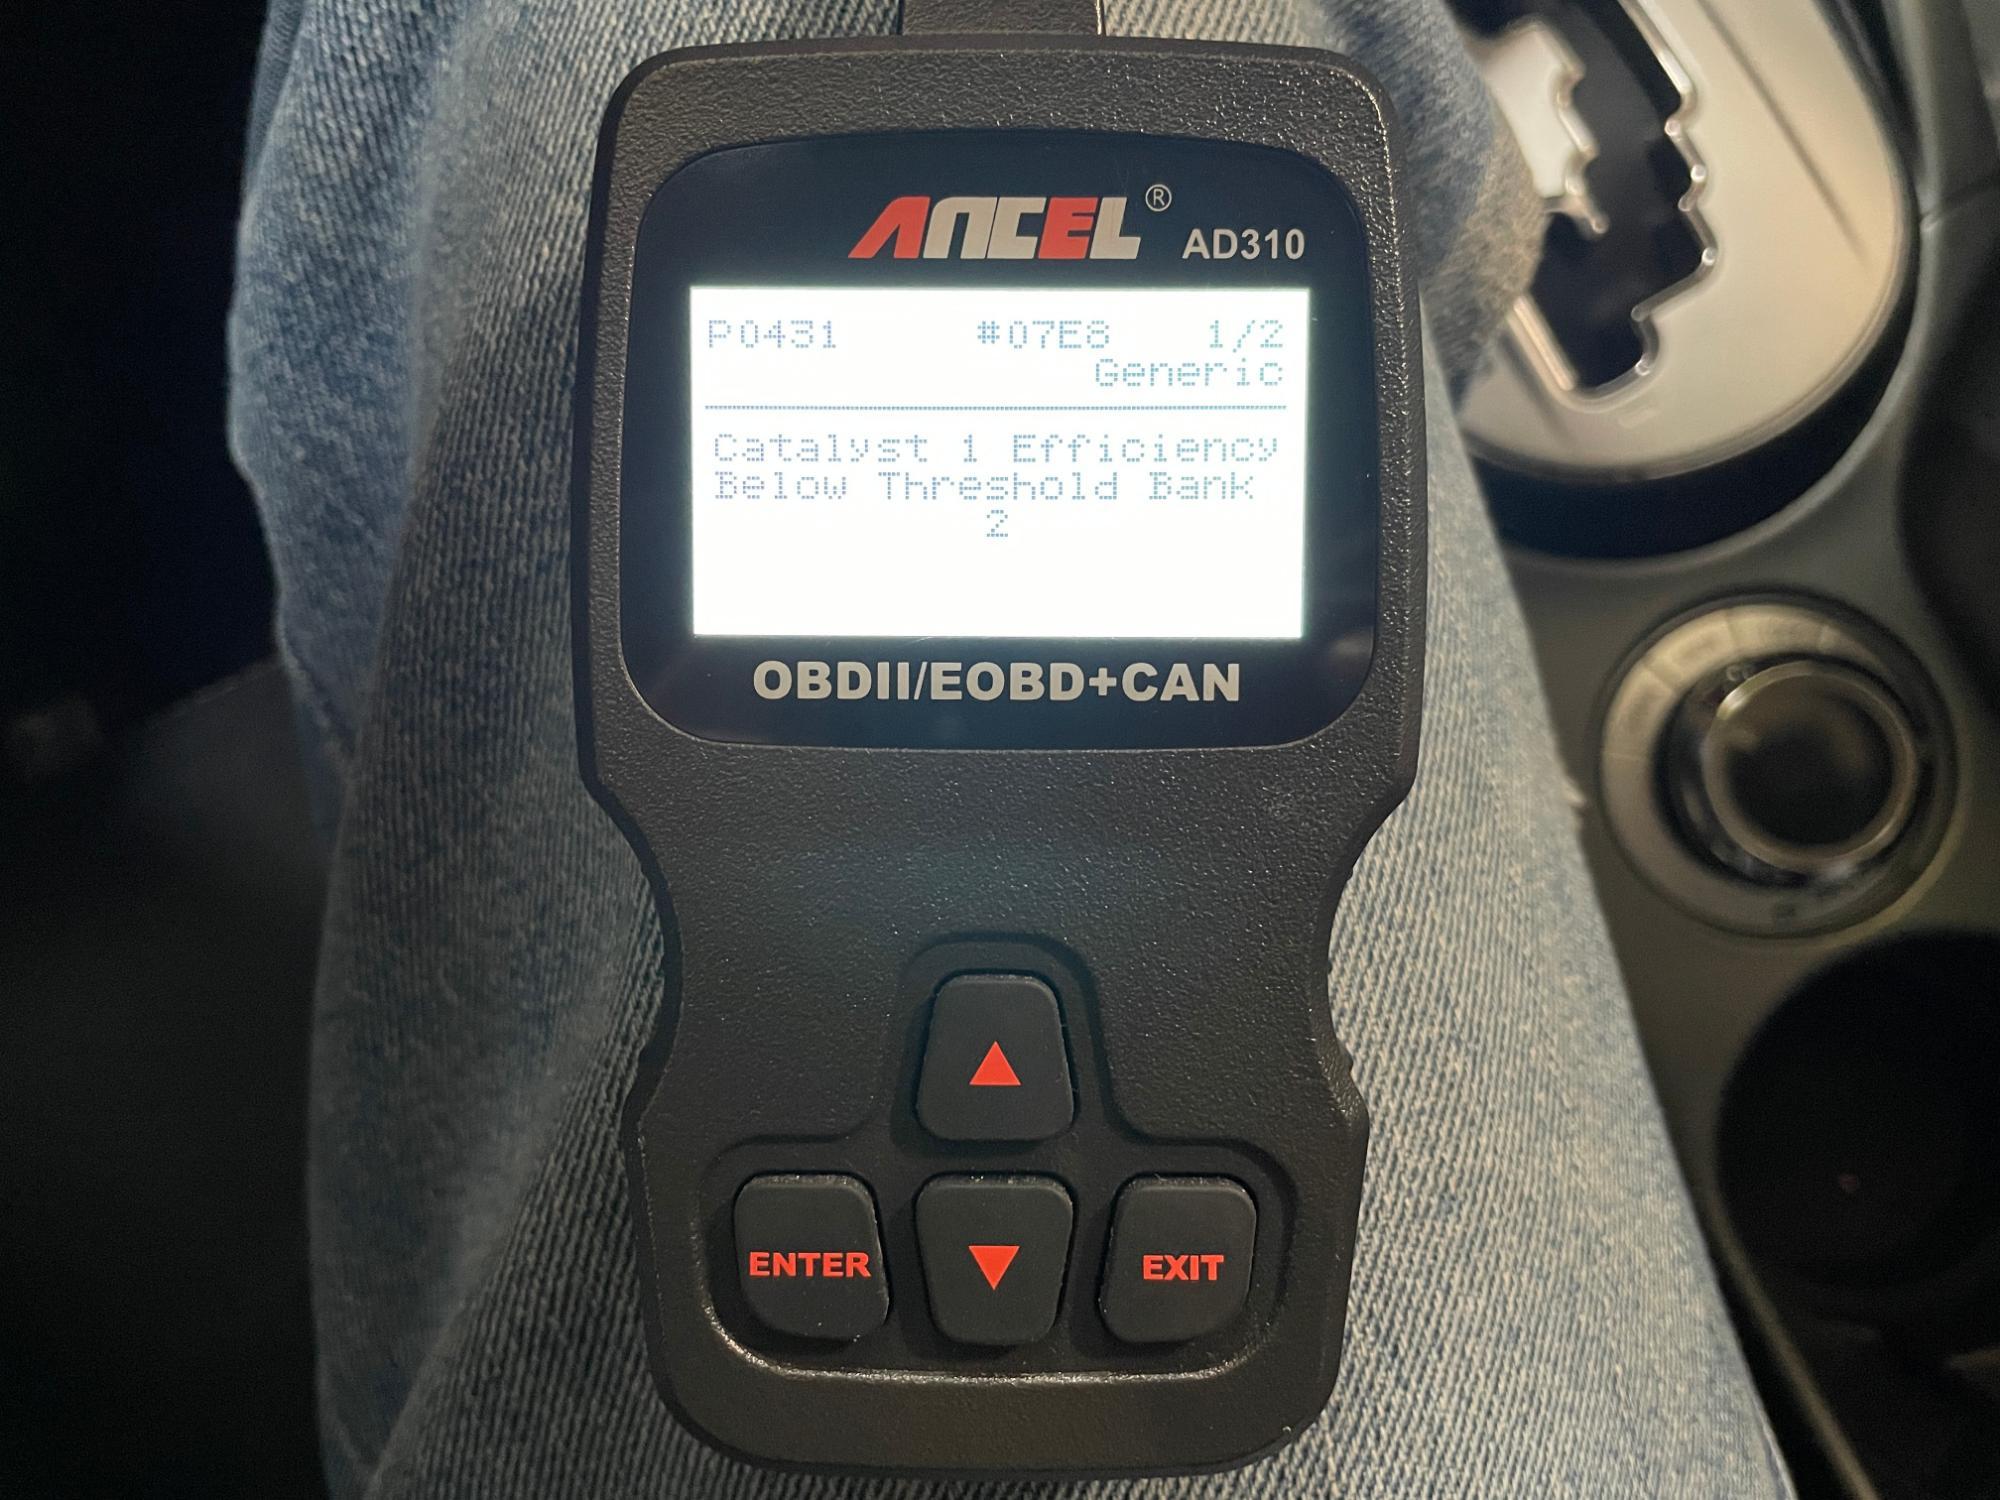 ANCEL® AD310
P0431 #07E8 1/2
Generic
Catalyst 1 Efficiency
Below Threshold Bank
2
OBDII/EOBD+CAN
ENTER EXIT